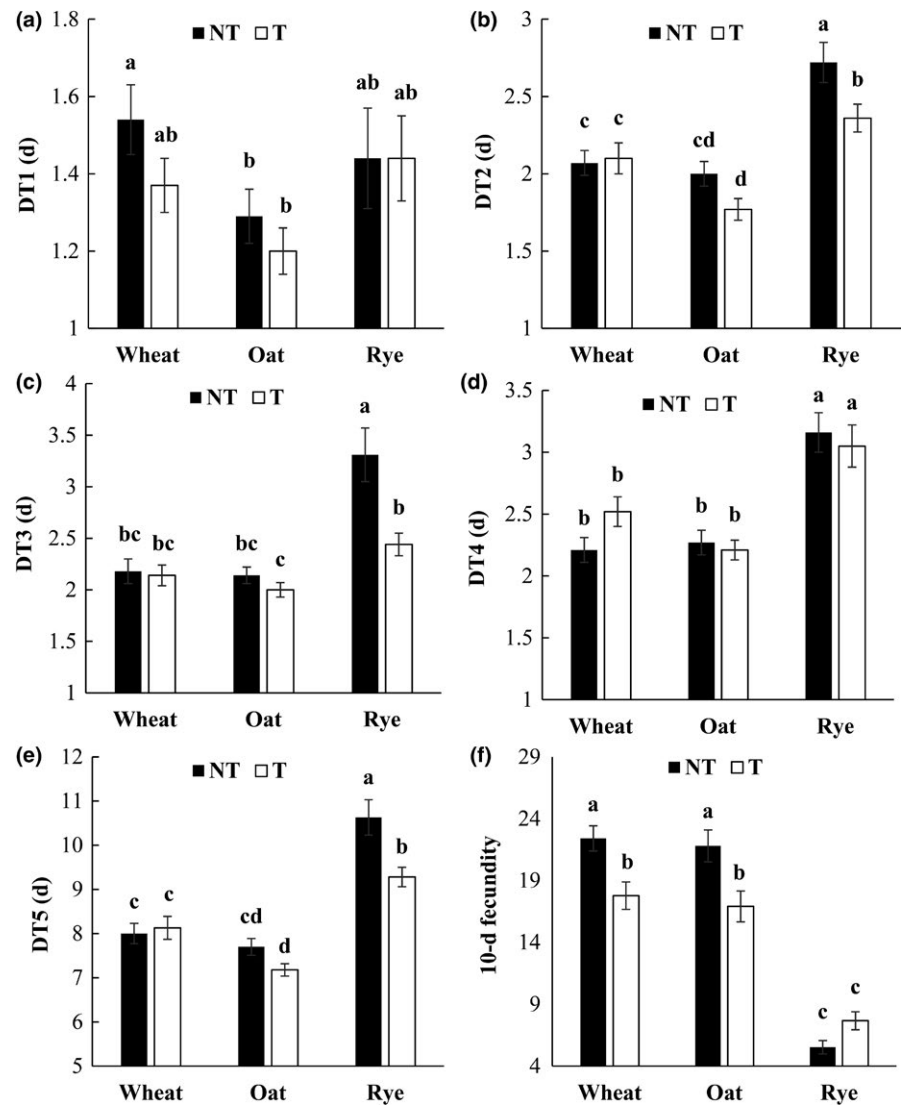 (a)
1.8
NT T
a
ab
b
b
ab
ab
1.6
1.4
1.2
1
DT1 (d)
Wheat Oat Rye
(b)
3
NT T
c
c
cd
d
a
b
2.5
2
1.5
1
DT2 (d)
Wheat Oat Rye
(c)
4
NT T
bc
bc
bc
c
a
b
3.5
3
2.5
2
1.5
1
DT3 (d)
Wheat Oat Rye
(d)
3.5
NT T
b
b
b
b
a
a
3
2.5
2
1.5
1
DT4 (d)
Wheat Oat Rye
(e)
12
NT T
c
c
cd
d
a
b
11
10
9
8
7
6
5
DT5 (d)
Wheat Oat Rye
(f)
29
NT T
a
b
a
b
c
c
24
19
14
9
4
10-d fecundity
Wheat Oat Rye